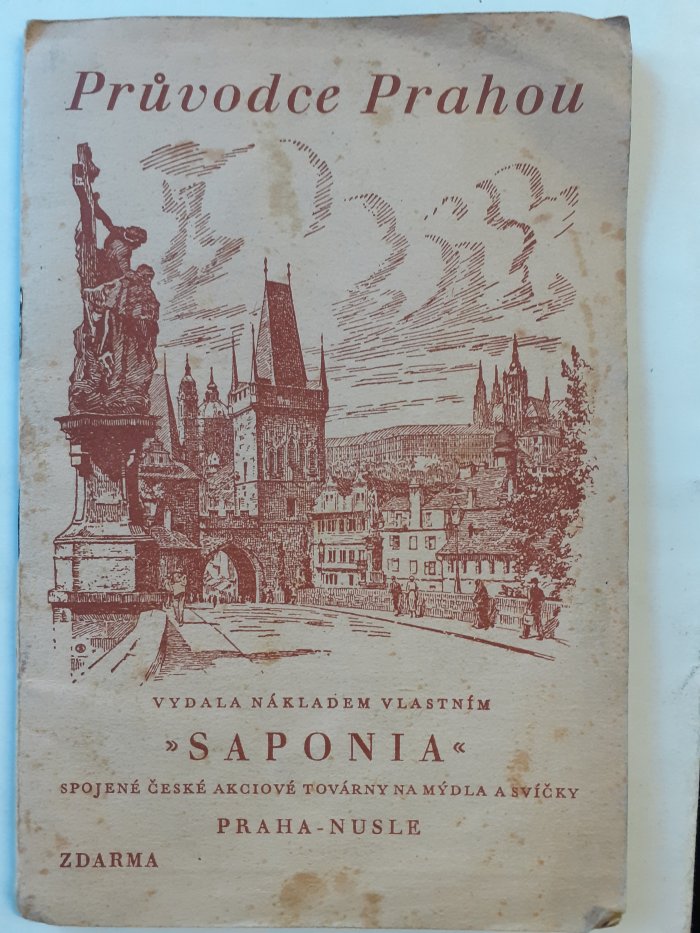 Průvodce Prahou
VYDALA NÁKLADEM VLASTNÍM
»SAPONIA«
SPOJENÉ ČESKÉ AKCIOVÉ TOVÁRNY NA MÝDLA A SVÍČKY
PRAHA-NUSLE
ZDARMA